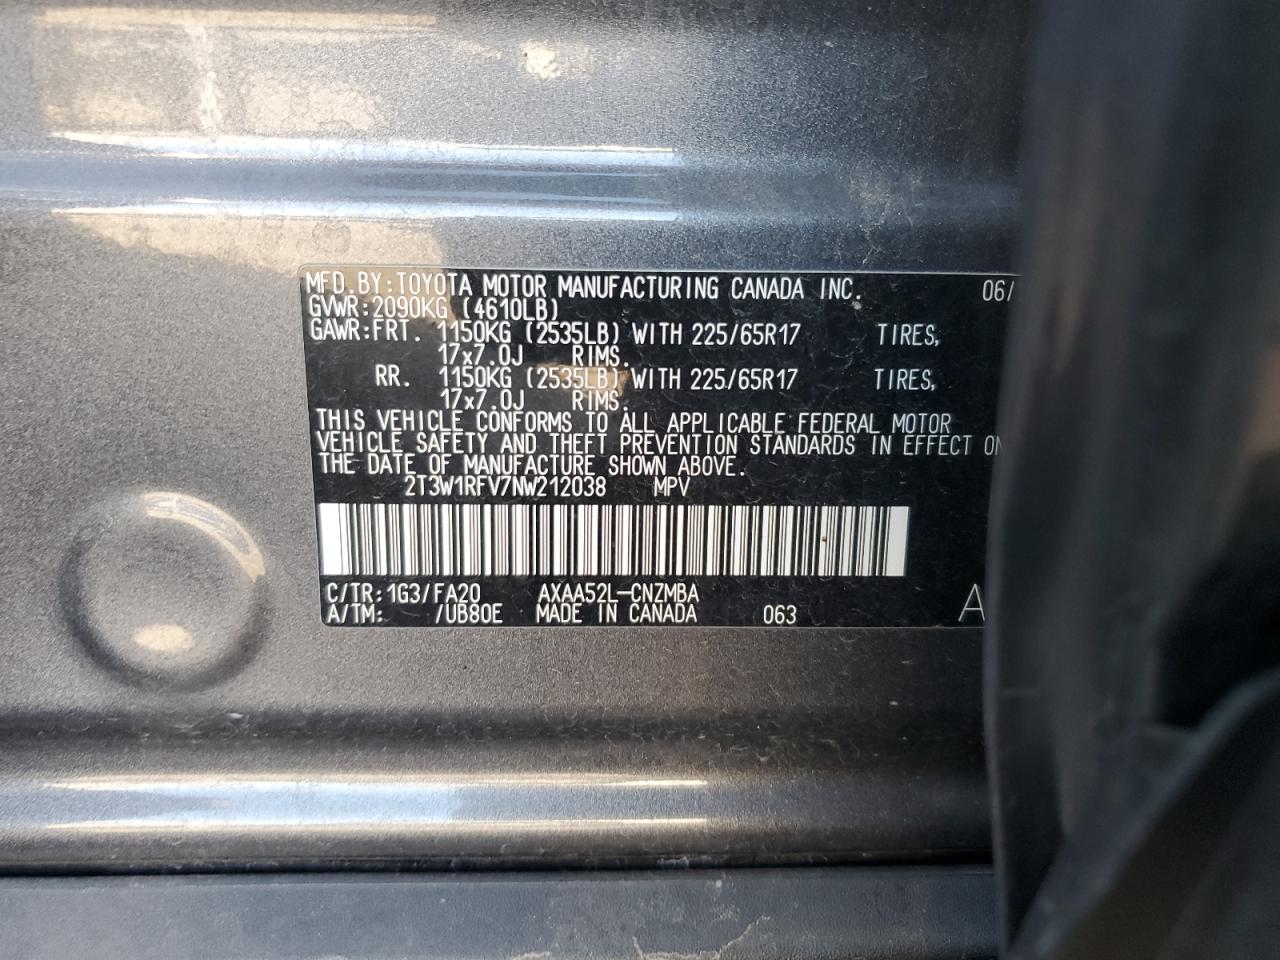 MFD.BY:TOYOTA MOTOR MANUFACTURING CANADA INC. 06/
GVWR:2090KG (4610LB)
GAWR:FRT. 1150KG (2535LB) WITH 225/65R17 TIRES,
17x7.0J RIMS.
RR. 1150KG (2535LB) WITH 225/65R17 TIRES,
17x7.0J RIMS.
THIS VEHICLE CONFORMS TO ALL APPLICABLE FEDERAL MOTOR
VEHICLE SAFETY AND THEFT PREVENTION STANDARDS IN EFFECT ON
THE DATE OF MANUFACTURE SHOWN ABOVE.
2T3W1RFV7NW212038 MPV
C/TR:1G3/FA20 AXAA52L-CNZMBA
A/TM: /UB80E MADE IN CANADA 063 A